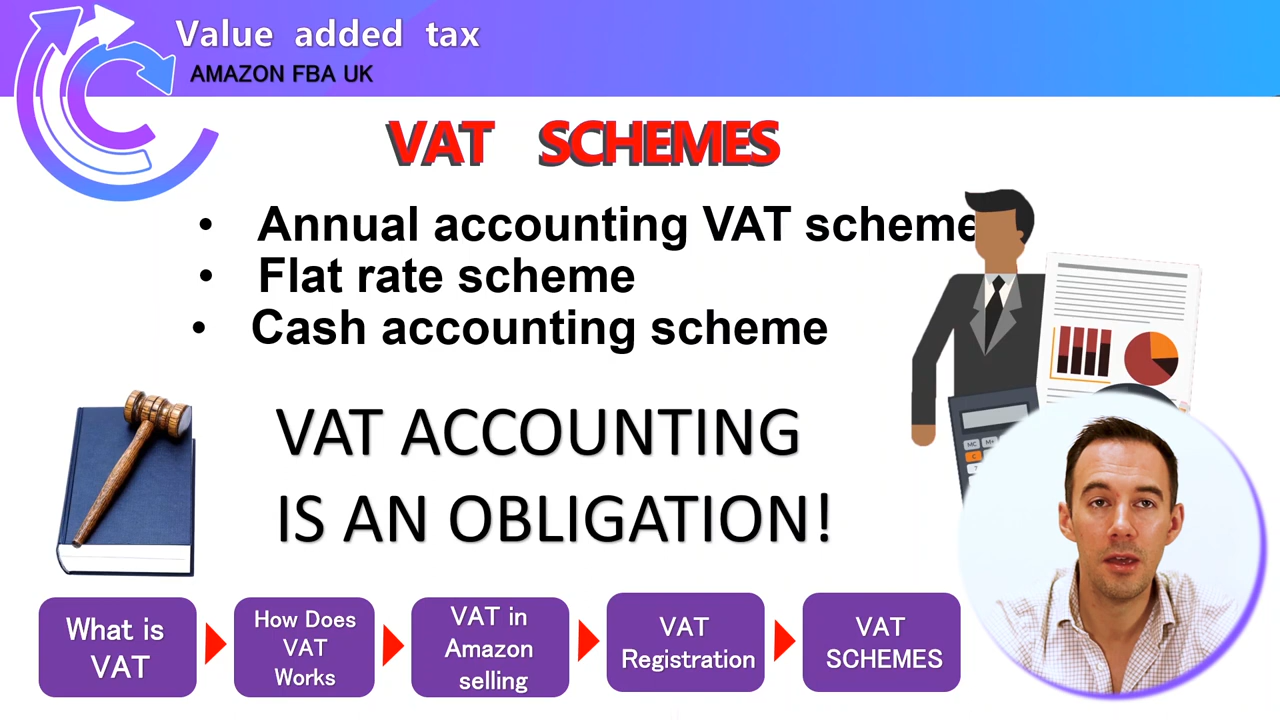 Value added tax
AMAZON FBA UK
VAT SCHEMES
• Annual accounting VAT scheme
• Flat rate scheme
• Cash accounting scheme
VAT ACCOUNTING
IS AN OBLIGATION!
MC M+
C
7
What is
VAT
How Does
VAT
Works
VAT in
Amazon
selling
VAT
Registration
VAT
SCHEMES